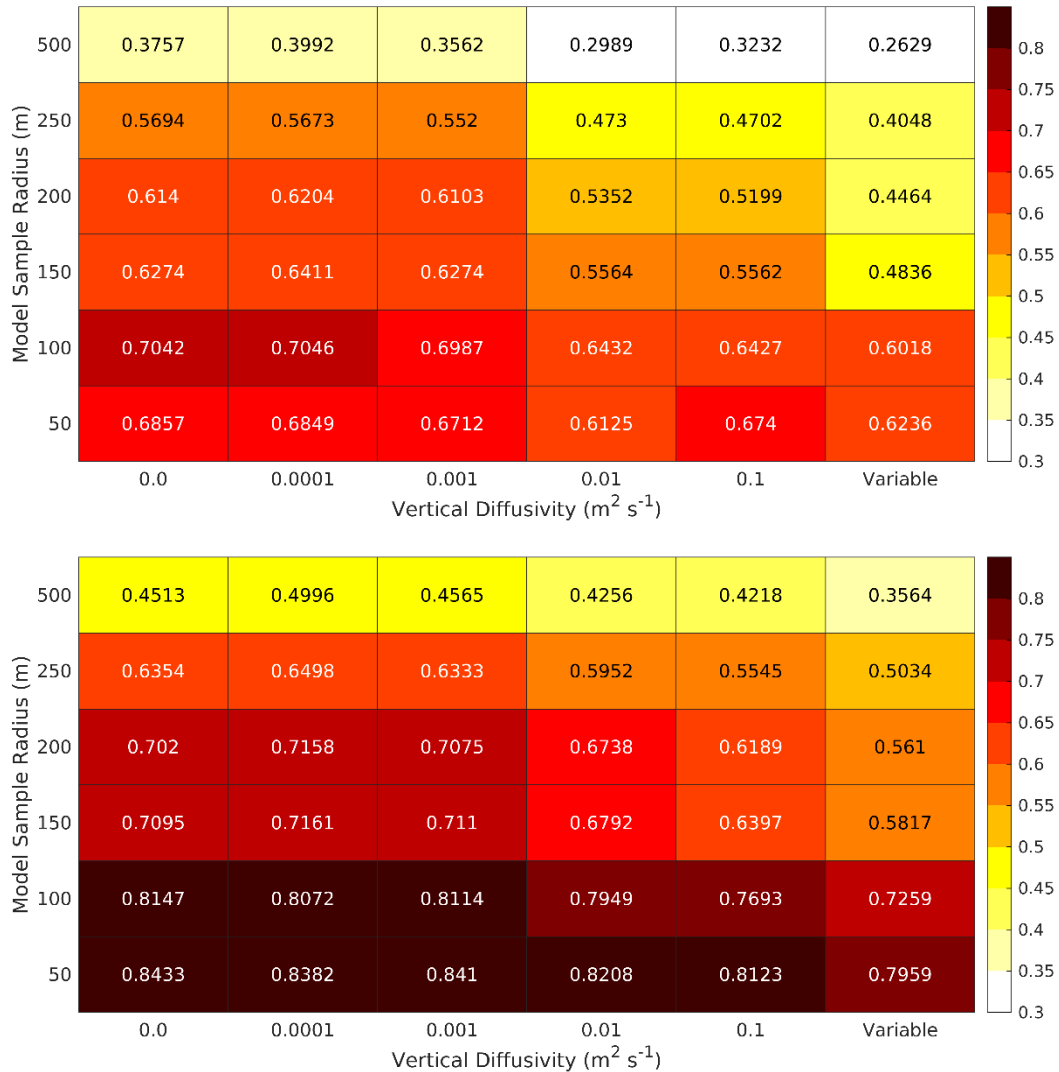 500 0.3757 0.3992 0.3562 0.2989 0.3232 0.2629
250 0.5694 0.5673 0.552 0.473 0.4702 0.4048
200 0.614 0.6204 0.6103 0.5352 0.5199 0.4464
150 0.6274 0.6411 0.6274 0.5564 0.5562 0.4836
100 0.7042 0.7046 0.6987 0.6432 0.6427 0.6018
50 0.6857 0.6849 0.6712 0.6125 0.674 0.6236
0.0 0.0001 0.001 0.01 0.1 Variable
Vertical Diffusivity (m² s⁻¹)
Model Sample Radius (m)
0.8
0.75
0.7
0.65
0.6
0.55
0.5
0.45
0.4
0.35
0.3
500 0.4513 0.4996 0.4565 0.4256 0.4218 0.3564
250 0.6354 0.6498 0.6333 0.5952 0.5545 0.5034
200 0.702 0.7158 0.7075 0.6738 0.6189 0.561
150 0.7095 0.7161 0.711 0.6792 0.6397 0.5817
100 0.8147 0.8072 0.8114 0.7949 0.7693 0.7259
50 0.8433 0.8382 0.841 0.8208 0.8123 0.7959
0.0 0.0001 0.001 0.01 0.1 Variable
Vertical Diffusivity (m² s⁻¹)
Model Sample Radius (m)
0.8
0.75
0.7
0.65
0.6
0.55
0.5
0.45
0.4
0.35
0.3